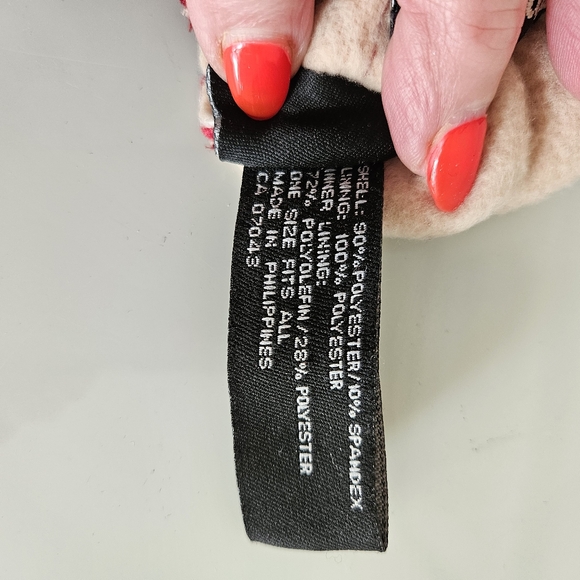 SHELL: 90% POLYESTER/10% SPANDEX
LINING: 100% POLYESTER
INNER LINING:
72% POLYOLEFIN/28% POLYESTER
ONE SIZE FITS ALL
MADE IN PHILIPPINES
CA 07043